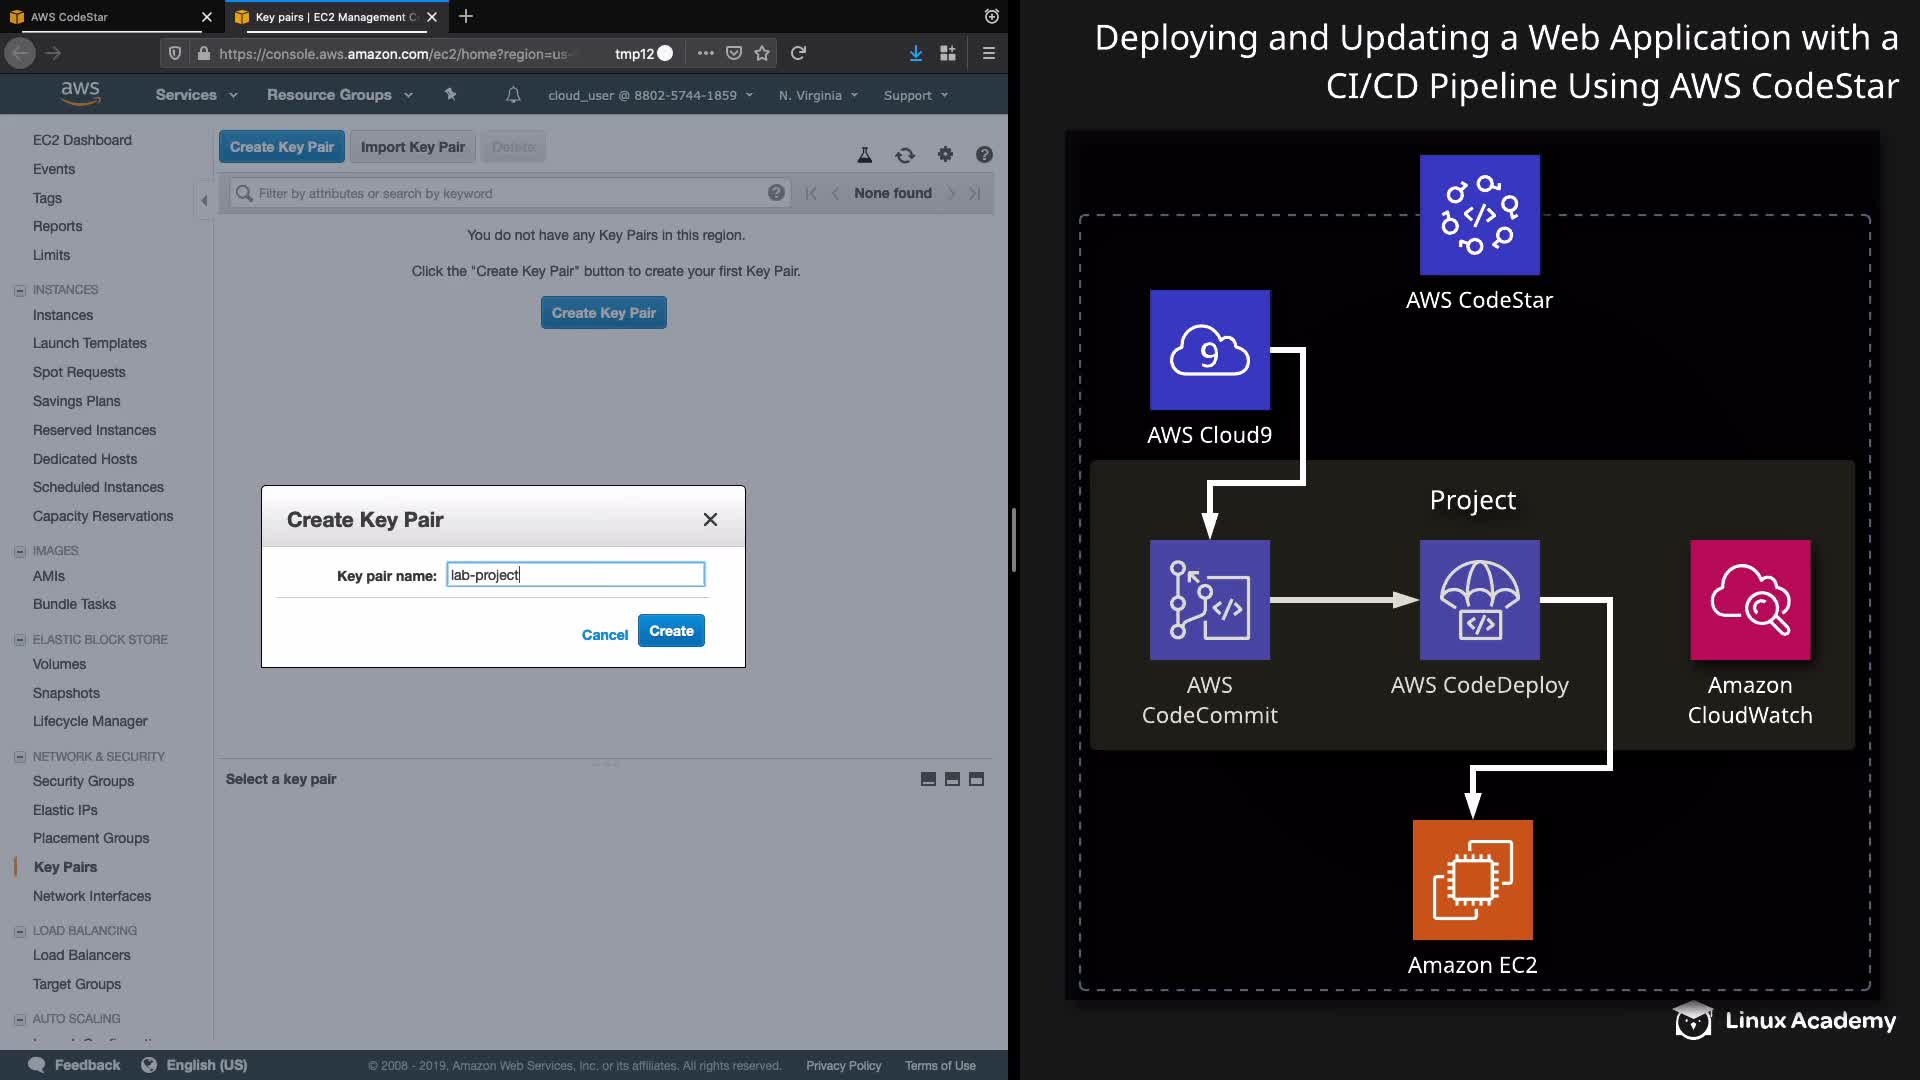 AWS CodeStar
Key pairs | EC2 Management C
https://console.aws.amazon.com/ec2/home?region=us-
tmp12
aws
Services
Resource Groups
cloud_user @ 8802-5744-1859
N. Virginia
Support
EC2 Dashboard
Events
Tags
Reports
Limits
INSTANCES
Instances
Launch Templates
Spot Requests
Savings Plans
Reserved Instances
Dedicated Hosts
Scheduled Instances
Capacity Reservations
IMAGES
AMIs
Bundle Tasks
ELASTIC BLOCK STORE
Volumes
Snapshots
Lifecycle Manager
NETWORK & SECURITY
Security Groups
Elastic IPs
Placement Groups
Key Pairs
Network Interfaces
LOAD BALANCING
Load Balancers
Target Groups
AUTO SCALING
Create Key Pair
Import Key Pair
Delete
Filter by attributes or search by keyword
None found
You do not have any Key Pairs in this region.
Click the "Create Key Pair" button to create your first Key Pair.
Create Key Pair
Create Key Pair
Key pair name:
lab-project
Cancel
Create
Select a key pair
Feedback
English (US)
© 2008 - 2019, Amazon Web Services, Inc. or its affiliates. All rights reserved.
Privacy Policy
Terms of Use
Deploying and Updating a Web Application with a
CI/CD Pipeline Using AWS CodeStar
AWS CodeStar
9
AWS Cloud9
Project
AWS
CodeCommit
AWS CodeDeploy
Amazon
CloudWatch
Amazon EC2
Linux Academy